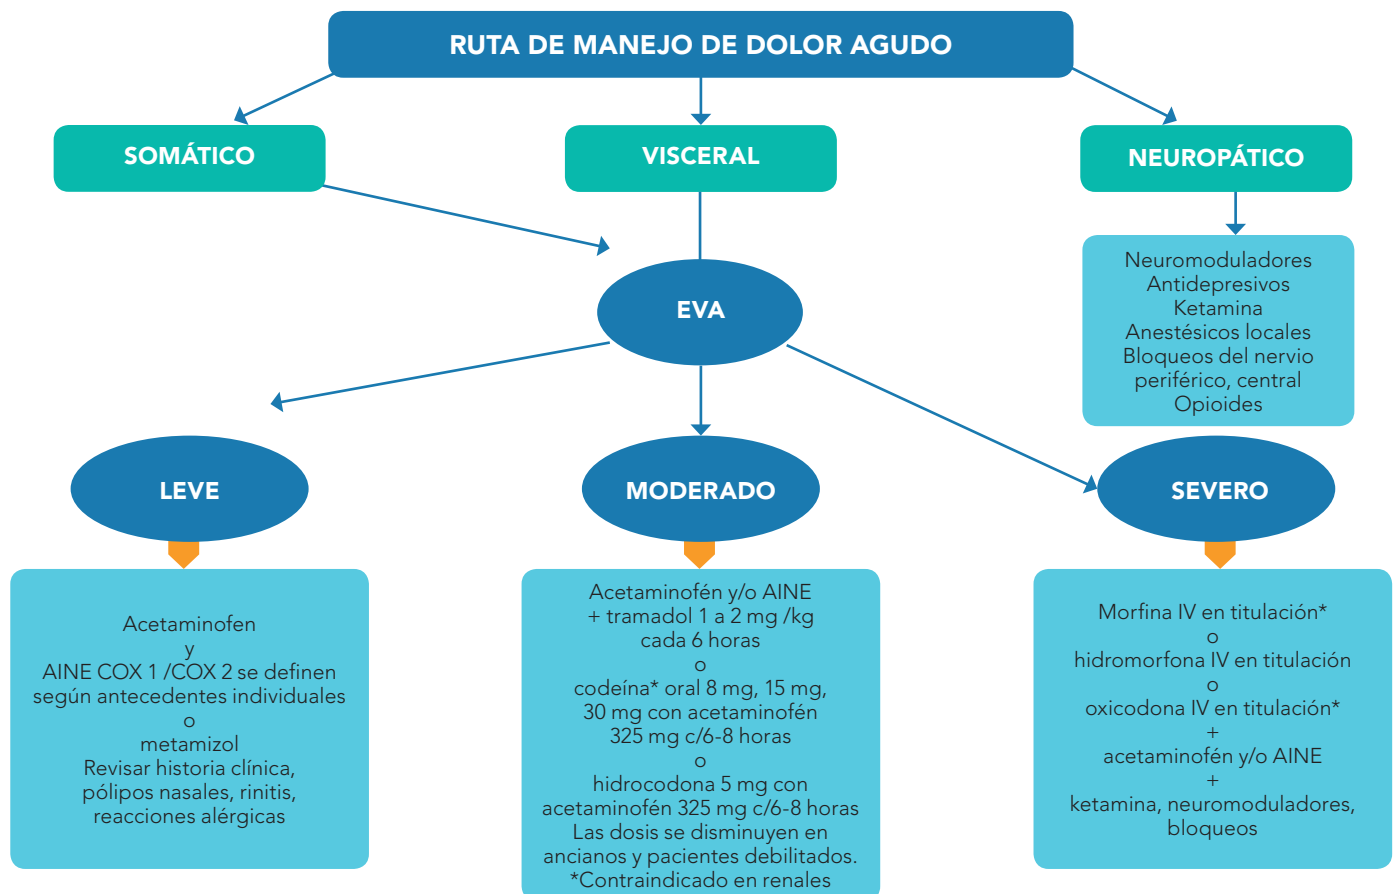 RUTA DE MANEJO DE DOLOR AGUDO
SOMÁTICO
VISCERAL
NEUROPÁTICO
Neuromoduladores
Antidepresivos
Ketamina
Anestésicos locales
Bloqueos del nervio
periférico, central
Opioides
EVA
LEVE
MODERADO
SEVERO
Acetaminofen
y
AINE COX 1 /COX 2 se definen
según antecedentes individuales
o
metamizol
Revisar historia clínica,
pólipos nasales, rinitis,
reacciones alérgicas
Acetaminofén y/o AINE
+ tramadol 1 a 2 mg /kg
cada 6 horas
o
codeína* oral 8 mg, 15 mg,
30 mg con acetaminofén
325 mg c/6-8 horas
o
hidrocodona 5 mg con
acetaminofén 325 mg c/6-8 horas
Las dosis se disminuyen en
ancianos y pacientes debilitados.
*Contraindicado en renales
Morfina IV en titulación*
o
hidromorfona IV en titulación
o
oxicodona IV en titulación*
+
acetaminofén y/o AINE
+
ketamina, neuromoduladores,
bloqueos